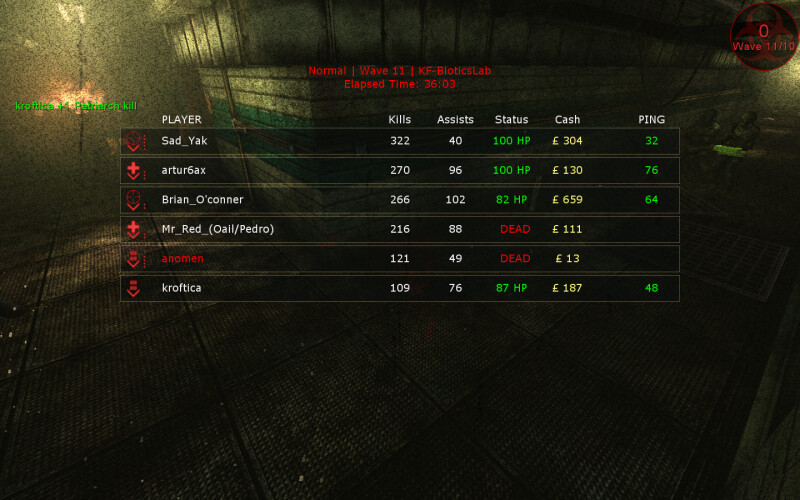 0
Wave 11/10
Normal | Wave 11 | KF-BioticsLab
Elapsed Time: 36:03
kroftica +1 Patriarch kill
PLAYER Kills Assists Status Cash PING
Sad_Yak 322 40 100 HP £ 304 32
artur6ax 270 96 100 HP £ 130 76
Brian_O'conner 266 102 82 HP £ 659 64
Mr_Red_(Oail/Pedro) 216 88 DEAD £ 111
anomen 121 49 DEAD £ 13
kroftica 109 76 87 HP £ 187 48